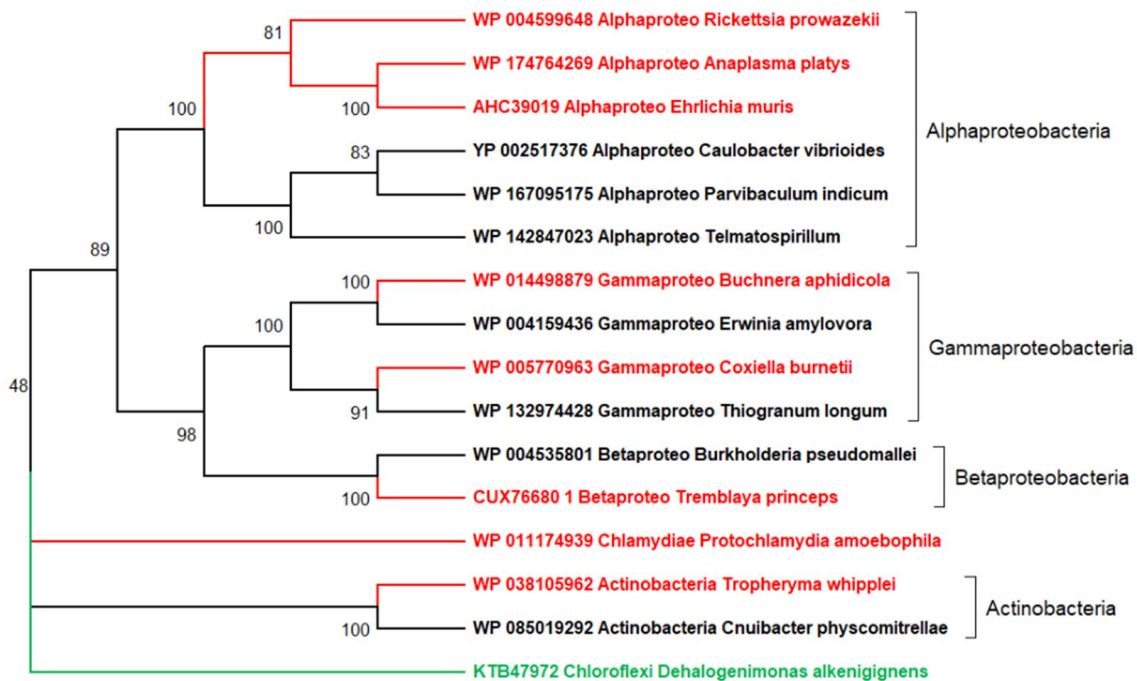 WP 004599648 Alphaproteo Rickettsia prowazekii
81
WP 174764269 Alphaproteo Anaplasma platys
100
100
AHC39019 Alphaproteo Ehrlichia muris
Alphaproteobacteria
83
YP 002517376 Alphaproteo Caulobacter vibrioides
WP 167095175 Alphaproteo Parvibaculum indicum
100
WP 142847023 Alphaproteo Telmatospirillum
89
100
WP 014498879 Gammaproteo Buchnera aphidicola
100
WP 004159436 Gammaproteo Erwinia amylovora
Gammaproteobacteria
WP 005770963 Gammaproteo Coxiella burnetii
48
91
WP 132974428 Gammaproteo Thiogranum longum
98
WP 004535801 Betaproteo Burkholderia pseudomallei
Betaproteobacteria
100
CUX76680 1 Betaproteo Tremblaya princeps
WP 011174939 Chlamydiae Protochlamydia amoebophila
WP 038105962 Actinobacteria Tropheryma whipplei
Actinobacteria
100
WP 085019292 Actinobacteria Cnuibacter physcomitrellae
KTB47972 Chloroflexi Dehalogenimonas alkenigignens